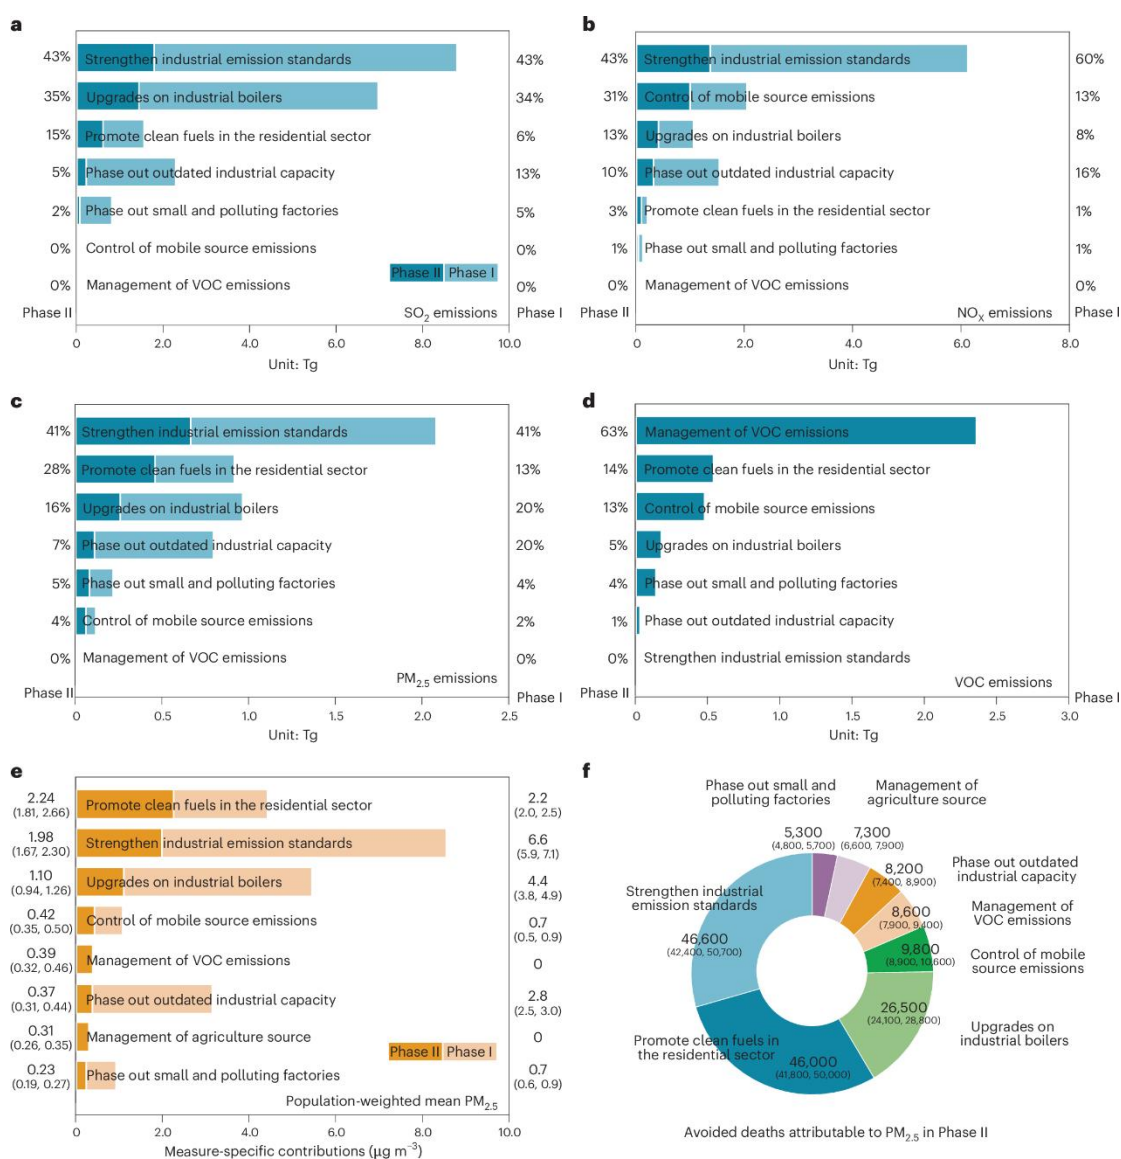 a
43% Strengthen industrial emission standards 43%
35% Upgrades on industrial boilers 34%
15% Promote clean fuels in the residential sector 6%
5% Phase out outdated industrial capacity 13%
2% Phase out small and polluting factories 5%
0% Control of mobile source emissions 0%
Phase II Phase I
0% Management of VOC emissions 0%
Phase II SO2 emissions Phase I
0 2.0 4.0 6.0 8.0 10.0
Unit: Tg
b
43% Strengthen industrial emission standards 60%
31% Control of mobile source emissions 13%
13% Upgrades on industrial boilers 8%
10% Phase out outdated industrial capacity 16%
3% Promote clean fuels in the residential sector 1%
1% Phase out small and polluting factories 1%
0% Management of VOC emissions 0%
Phase II NOX emissions Phase I
0 2.0 4.0 6.0 8.0
Unit: Tg
c
41% Strengthen industrial emission standards 41%
28% Promote clean fuels in the residential sector 13%
16% Upgrades on industrial boilers 20%
7% Phase out outdated industrial capacity 20%
5% Phase out small and polluting factories 4%
4% Control of mobile source emissions 2%
0% Management of VOC emissions 0%
Phase II PM2.5 emissions Phase I
0 0.5 1.0 1.5 2.0 2.5
Unit: Tg
d
63% Management of VOC emissions
14% Promote clean fuels in the residential sector
13% Control of mobile source emissions
5% Upgrades on industrial boilers
4% Phase out small and polluting factories
1% Phase out outdated industrial capacity
0% Strengthen industrial emission standards
Phase II VOC emissions Phase I
0 0.5 1.0 1.5 2.0 2.5 3.0
Unit: Tg
e
2.24 Promote clean fuels in the residential sector 2.2
(1.81, 2.66) (2.0, 2.5)
1.98 Strengthen industrial emission standards 6.6
(1.67, 2.30) (5.9, 7.1)
1.10 Upgrades on industrial boilers 4.4
(0.94, 1.26) (3.8, 4.9)
0.42 Control of mobile source emissions 0.7
(0.35, 0.50) (0.5, 0.9)
0.39 Management of VOC emissions 0
(0.32, 0.46)
0.37 Phase out outdated industrial capacity 2.8
(0.31, 0.44) (2.5, 3.0)
0.31 Management of agriculture source 0
(0.26, 0.35)
Phase II Phase I
0.23 Phase out small and polluting factories 0.7
(0.19, 0.27) (0.6, 0.9)
Population-weighted mean PM2.5
0 2.0 4.0 6.0 8.0 10.0
Measure-specific contributions (µg m−3)
f
Phase out small and
polluting factories
5,300
(4,800, 5,700)
Management of
agriculture source
7,300
(6,600, 7,900)
Phase out outdated
industrial capacity
8,200
(7,400, 8,900)
Management of
VOC emissions
8,600
(7,900, 9,400)
Control of mobile
source emissions
9,800
(8,900, 10,600)
Upgrades on
industrial boilers
26,500
(24,100, 28,800)
Promote clean fuels in
the residential sector
46,000
(41,800, 50,000)
Strengthen industrial
emission standards
46,600
(42,400, 50,700)
Avoided deaths attributable to PM2.5 in Phase II